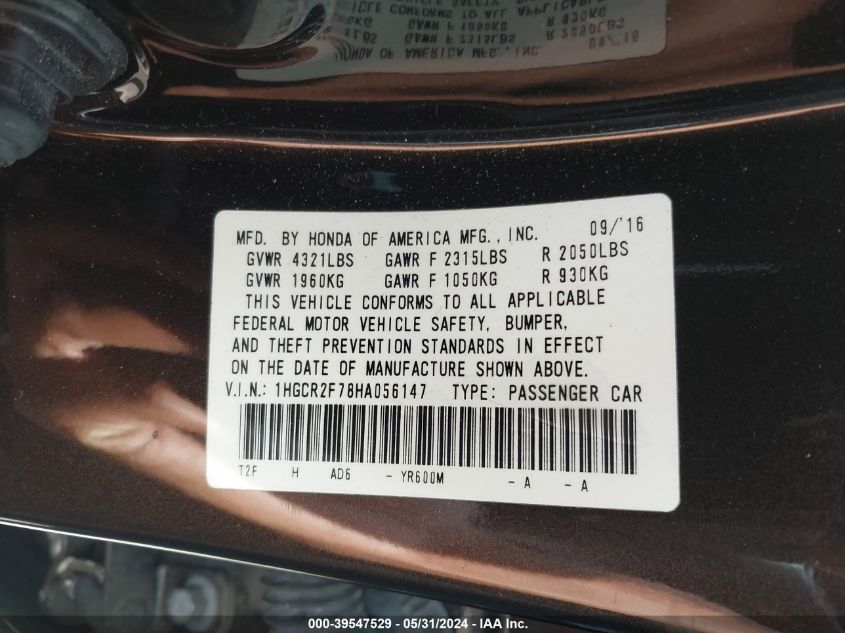 MFD. BY HONDA OF AMERICA MFG., INC. 09/'16
GVWR 4321LBS GAWR F 2315LBS R 2050LBS
GVWR 1960KG GAWR F 1050KG R 930KG
THIS VEHICLE CONFORMS TO ALL APPLICABLE
FEDERAL MOTOR VEHICLE SAFETY, BUMPER,
AND THEFT PREVENTION STANDARDS IN EFFECT
ON THE DATE OF MANUFACTURE SHOWN ABOVE.
V.I.N.: 1HGCR2F78HA056147 TYPE: PASSENGER CAR
T2F H AD6 - YR600M - A - A
000-39547529 - 05/31/2024 - IAA Inc.